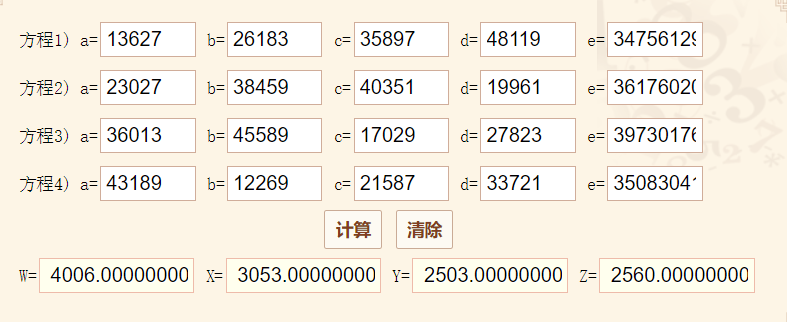 方程1) a= 13627 b= 26183 c= 35897 d= 48119 e= 34756129
方程2) a= 23027 b= 38459 c= 40351 d= 19961 e= 36176020
方程3) a= 36013 b= 45589 c= 17029 d= 27823 e= 39730176
方程4) a= 43189 b= 12269 c= 21587 d= 33721 e= 35083041
计算 清除
W= 4006.00000000 X= 3053.00000000 Y= 2503.00000000 Z= 2560.00000000